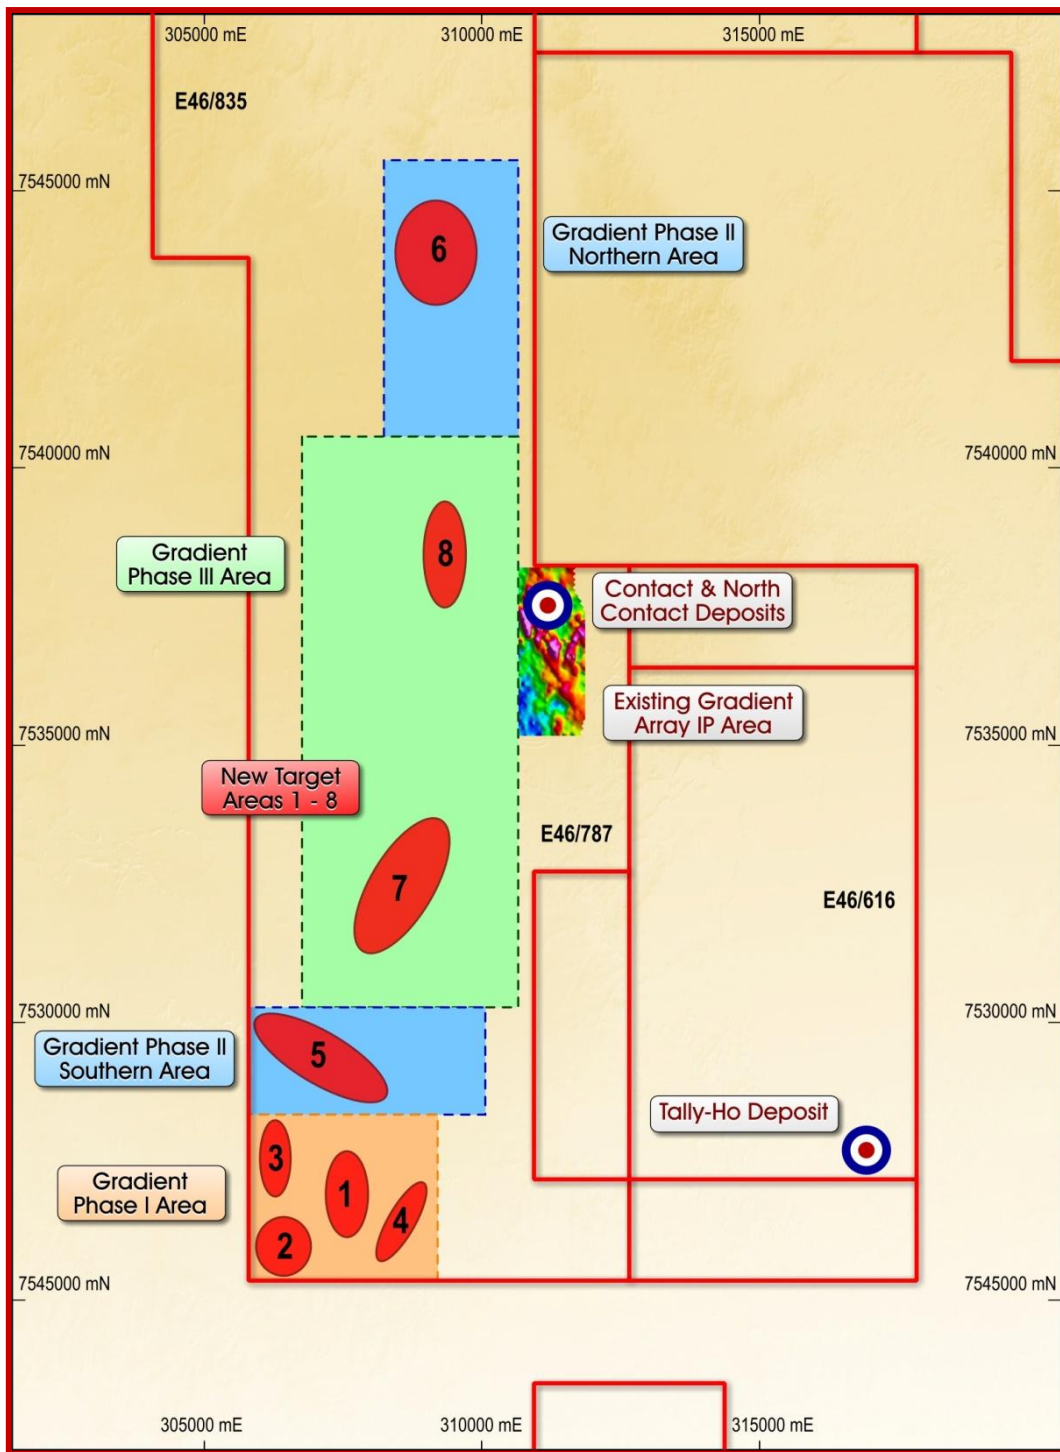 305000 mE
310000 mE
315000 mE
E46/835
7545000 mN
Gradient Phase II
Northern Area
6
7540000 mN
7540000 mN
Gradient
Phase III Area
8
Contact & North
Contact Deposits
Existing Gradient
Array IP Area
7535000 mN
7535000 mN
New Target
Areas 1 - 8
E46/787
7
E46/616
7530000 mN
7530000 mN
Gradient Phase II
Southern Area
5
Tally-Ho Deposit
3
1
Gradient
Phase I Area
4
2
7545000 mN
7545000 mN
305000 mE
310000 mE
315000 mE